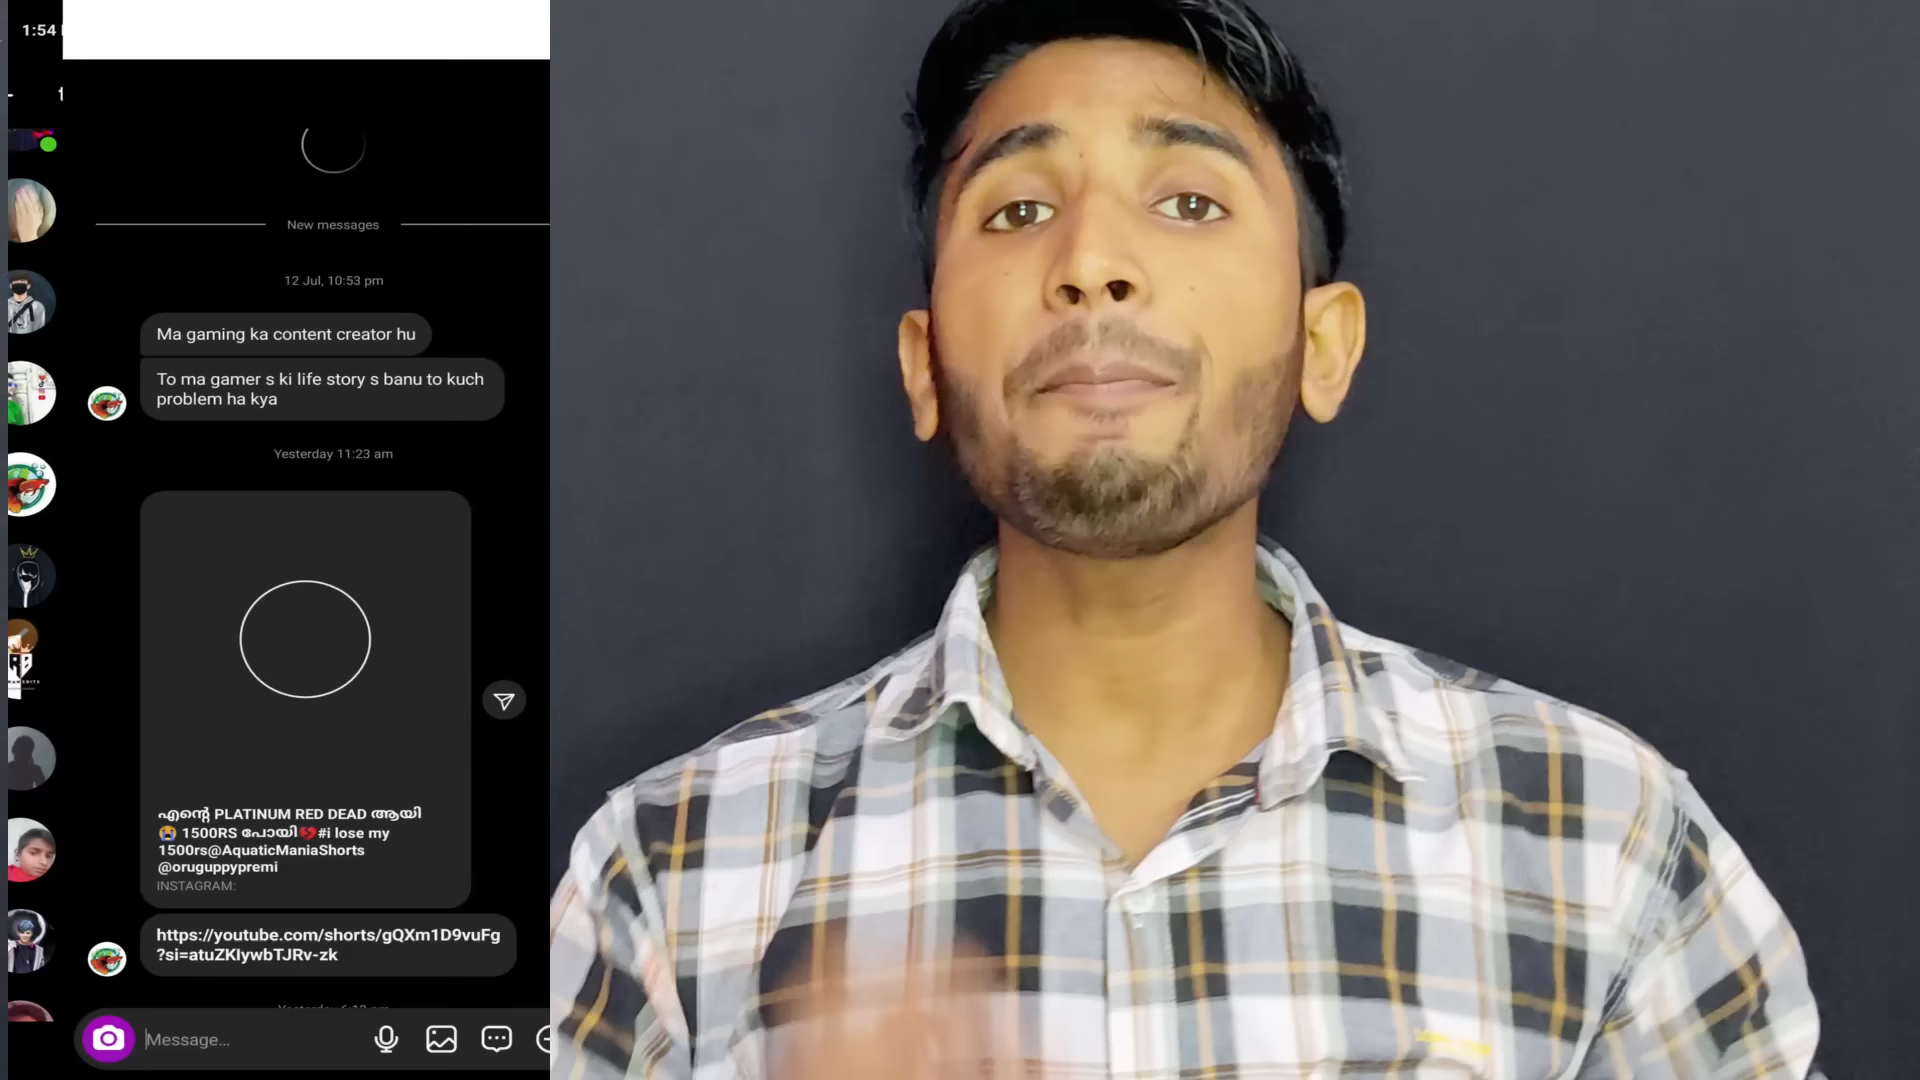 1:54
New messages
12 Jul, 10:53 pm
Ma gaming ka content creator hu
To ma gamer s ki life story s banu to kuch
problem ha kya
Yesterday 11:23 am
എന്റെ PLATINUM RED DEAD ആയി
😭 1500RS പോയി💔#i lose my
1500rs@AquaticManiaShorts
@oruguppypremi
INSTAGRAM:
https://youtube.com/shorts/gQXm1D9vuFg
?si=atuZKlywbTJRv-zk
Message...